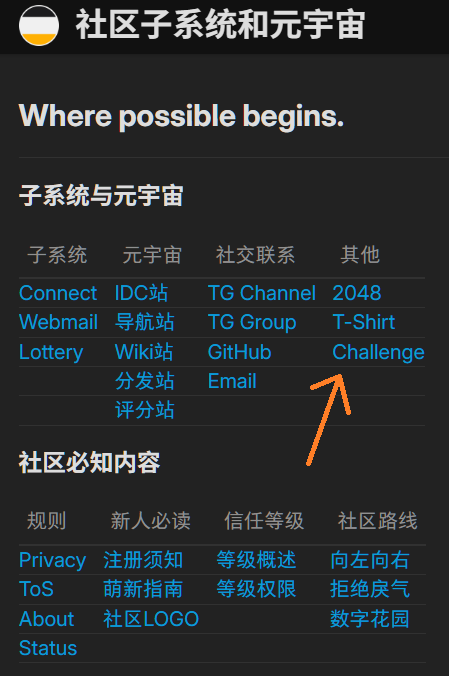 社区子系统和元宇宙
Where possible begins.
子系统与元宇宙
子系统 元宇宙 社交联系 其他
Connect IDC站 TG Channel 2048
Webmail 导航站 TG Group T-Shirt
Lottery Wiki站 GitHub Challenge
分发站 Email
评分站
社区必知内容
规则 新人必读 信任等级 社区路线
Privacy 注册须知 等级概述 向左向右
ToS 萌新指南 等级权限 拒绝戾气
About 社区LOGO 数字花园
Status